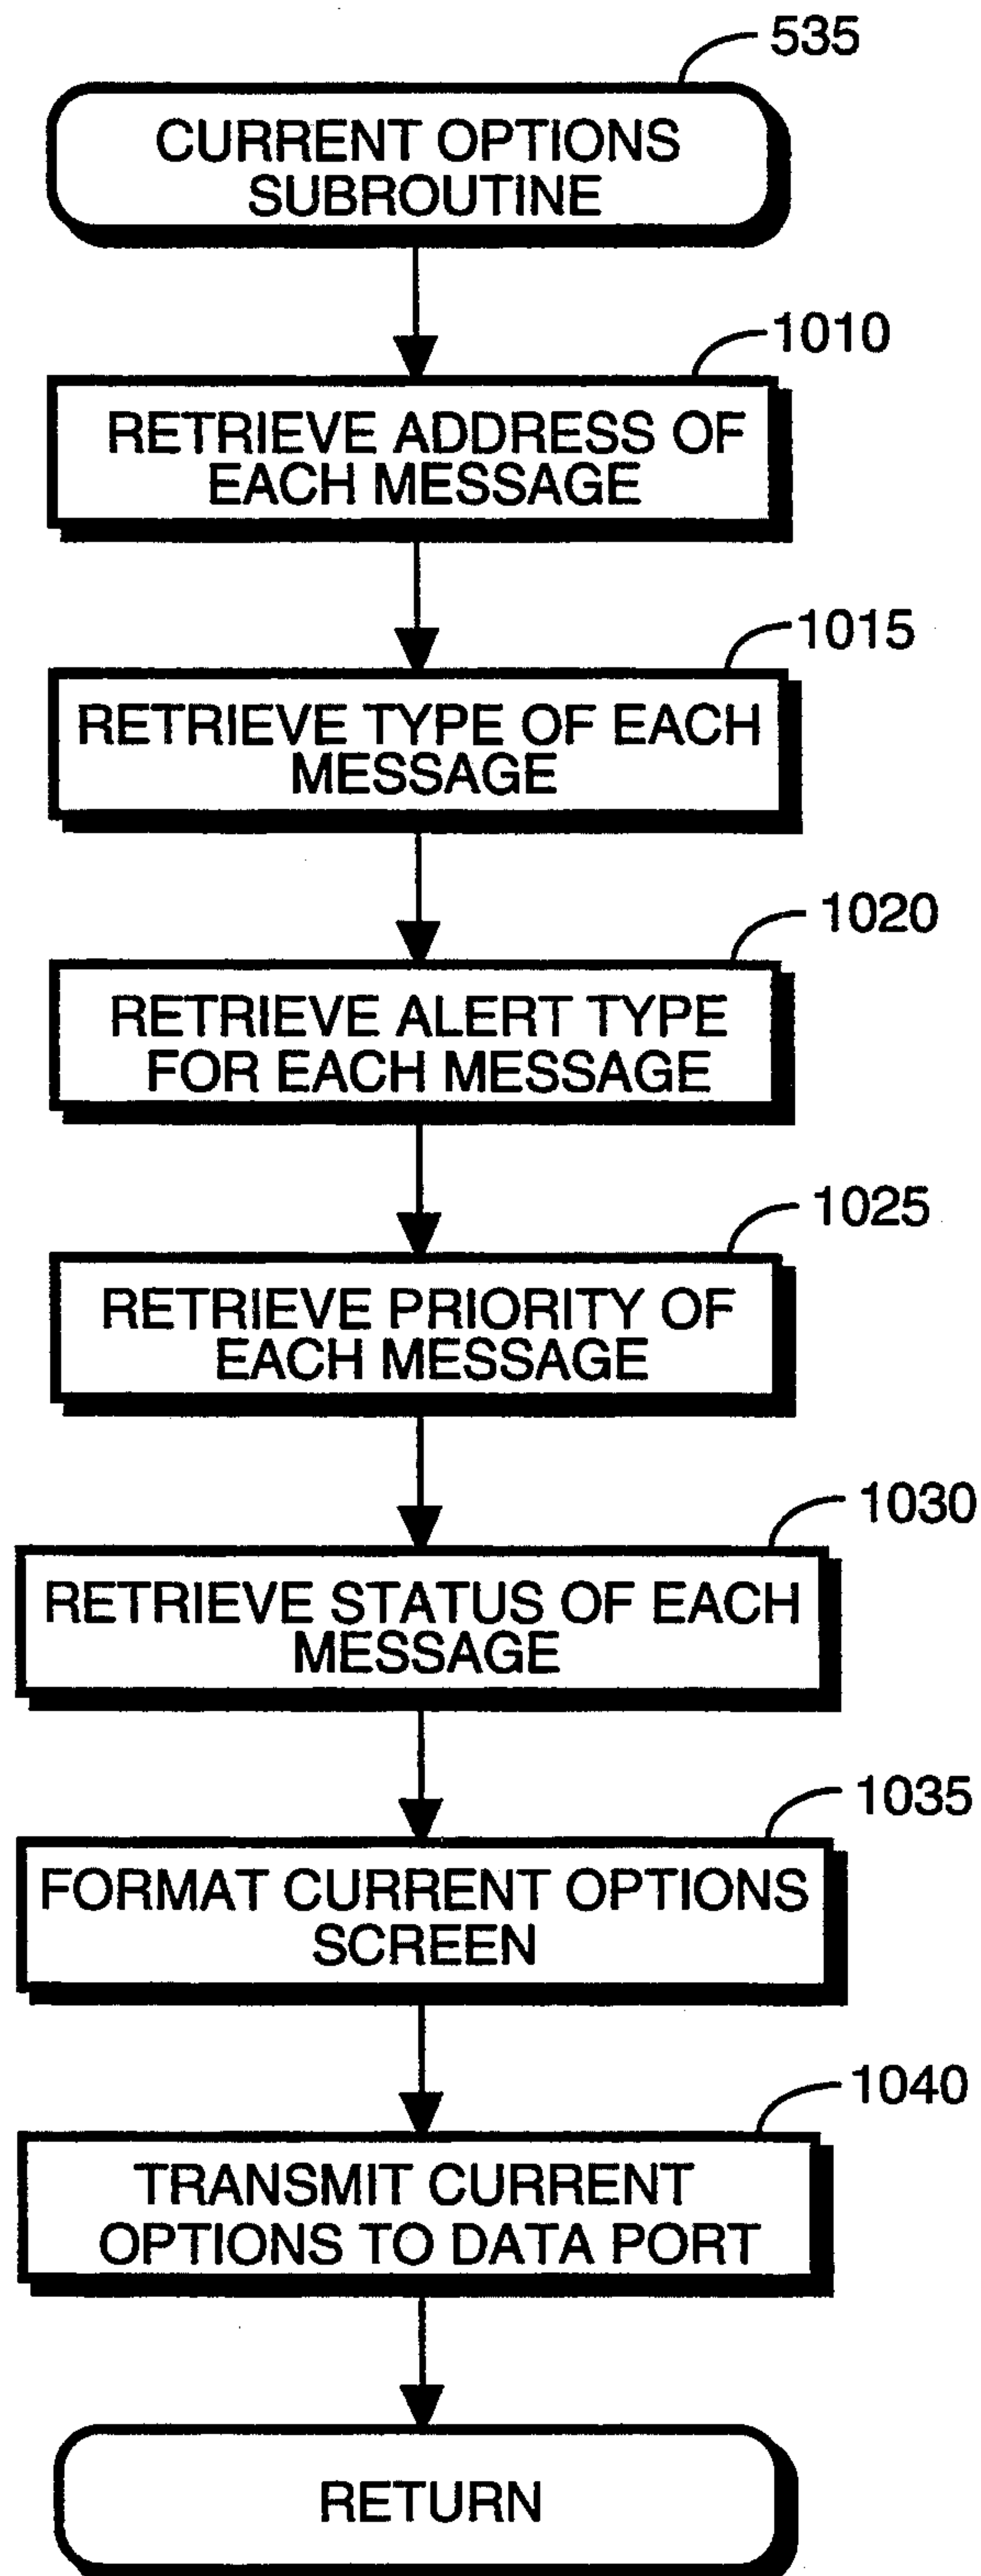 535
CURRENT OPTIONS
SUBROUTINE
1010
RETRIEVE ADDRESS OF
EACH MESSAGE
1015
RETRIEVE TYPE OF EACH
MESSAGE
1020
RETRIEVE ALERT TYPE
FOR EACH MESSAGE
1025
RETRIEVE PRIORITY OF
EACH MESSAGE
1030
RETRIEVE STATUS OF EACH
MESSAGE
1035
FORMAT CURRENT OPTIONS
SCREEN
1040
TRANSMIT CURRENT
OPTIONS TO DATA PORT
RETURN